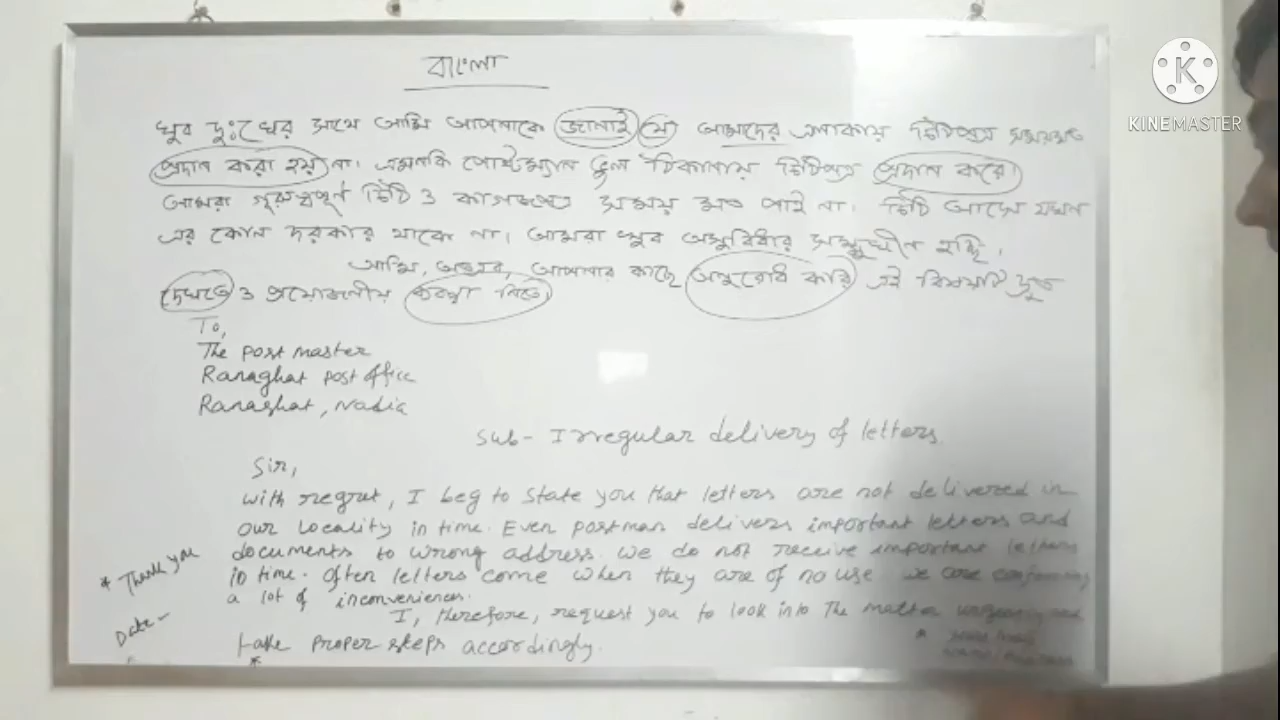 বাংলা
KINEMASTER
খুব দুঃখের সাথে আমি আপনাকে জানাই যে আমাদের এলাকায় চিঠিপত্র সময়মত
প্রদান করা হয় না। এমনকি পোস্টম্যান ভুল ঠিকানায় চিঠিপত্র প্রদান করে।
আমরা গুরুত্বপূর্ণ চিঠি ও কাগজপত্র সময় মত পাই না। চিঠি আসে যখন
এর কোন দরকার থাকে না। আমরা খুব অসুবিধার সম্মুখীন হচ্ছি।
আমি, অতএব, আপনার কাছে অনুরোধ করি এই বিষয়টি দ্রুত
দেখতে ও প্রয়োজনীয় ব্যবস্থা নিতে।
To,
The post master
Ranaghat post office
Ranaghat, Nadia
Sub- Irregular delivery of letters.
Sir,
With regret, I beg to state you that letters are not delivered in
our locality in time. Even postman delivers important letters and
documents to wrong address. We do not receive important letters
in time. Often letters come when they are of no use we are
a lot of inconveniences.
I, therefore, request you to look into the matter urgently and
take proper steps accordingly.
* Thank you
Date -
*
*